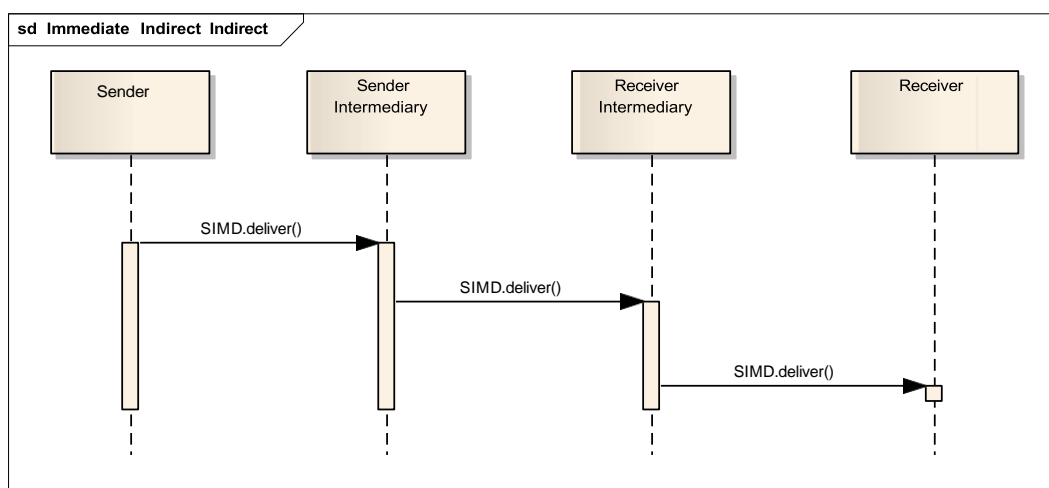 sd Immediate Indirect Indirect
Sender
Sender
Intermediary
Receiver
Intermediary
Receiver
SIMD.deliver()
SIMD.deliver()
SIMD.deliver()